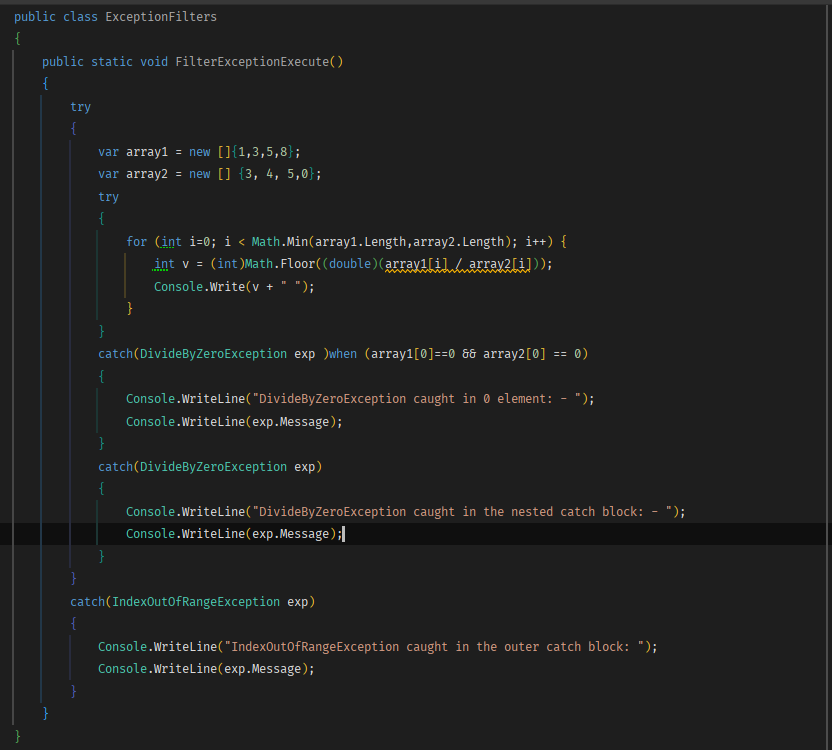 public class ExceptionFilters
{
    public static void FilterExceptionExecute()
    {
        try
        {
            var array1 = new []{1,3,5,8};
            var array2 = new [] {3, 4, 5,0};
            try
            {
                for (int i=0; i < Math.Min(array1.Length,array2.Length); i++) {
                    int v = (int)Math.Floor((double)(array1[i] / array2[i]));
                    Console.Write(v + " ");
                }
            }
            catch(DivideByZeroException exp )when (array1[0]==0 && array2[0] == 0)
            {
                Console.WriteLine("DivideByZeroException caught in 0 element: - ");
                Console.WriteLine(exp.Message);
            }
            catch(DivideByZeroException exp)
            {
                Console.WriteLine("DivideByZeroException caught in the nested catch block: - ");
                Console.WriteLine(exp.Message);
            }
        }
        catch(IndexOutOfRangeException exp)
        {
            Console.WriteLine("IndexOutOfRangeException caught in the outer catch block: ");
            Console.WriteLine(exp.Message);
        }
    }
}